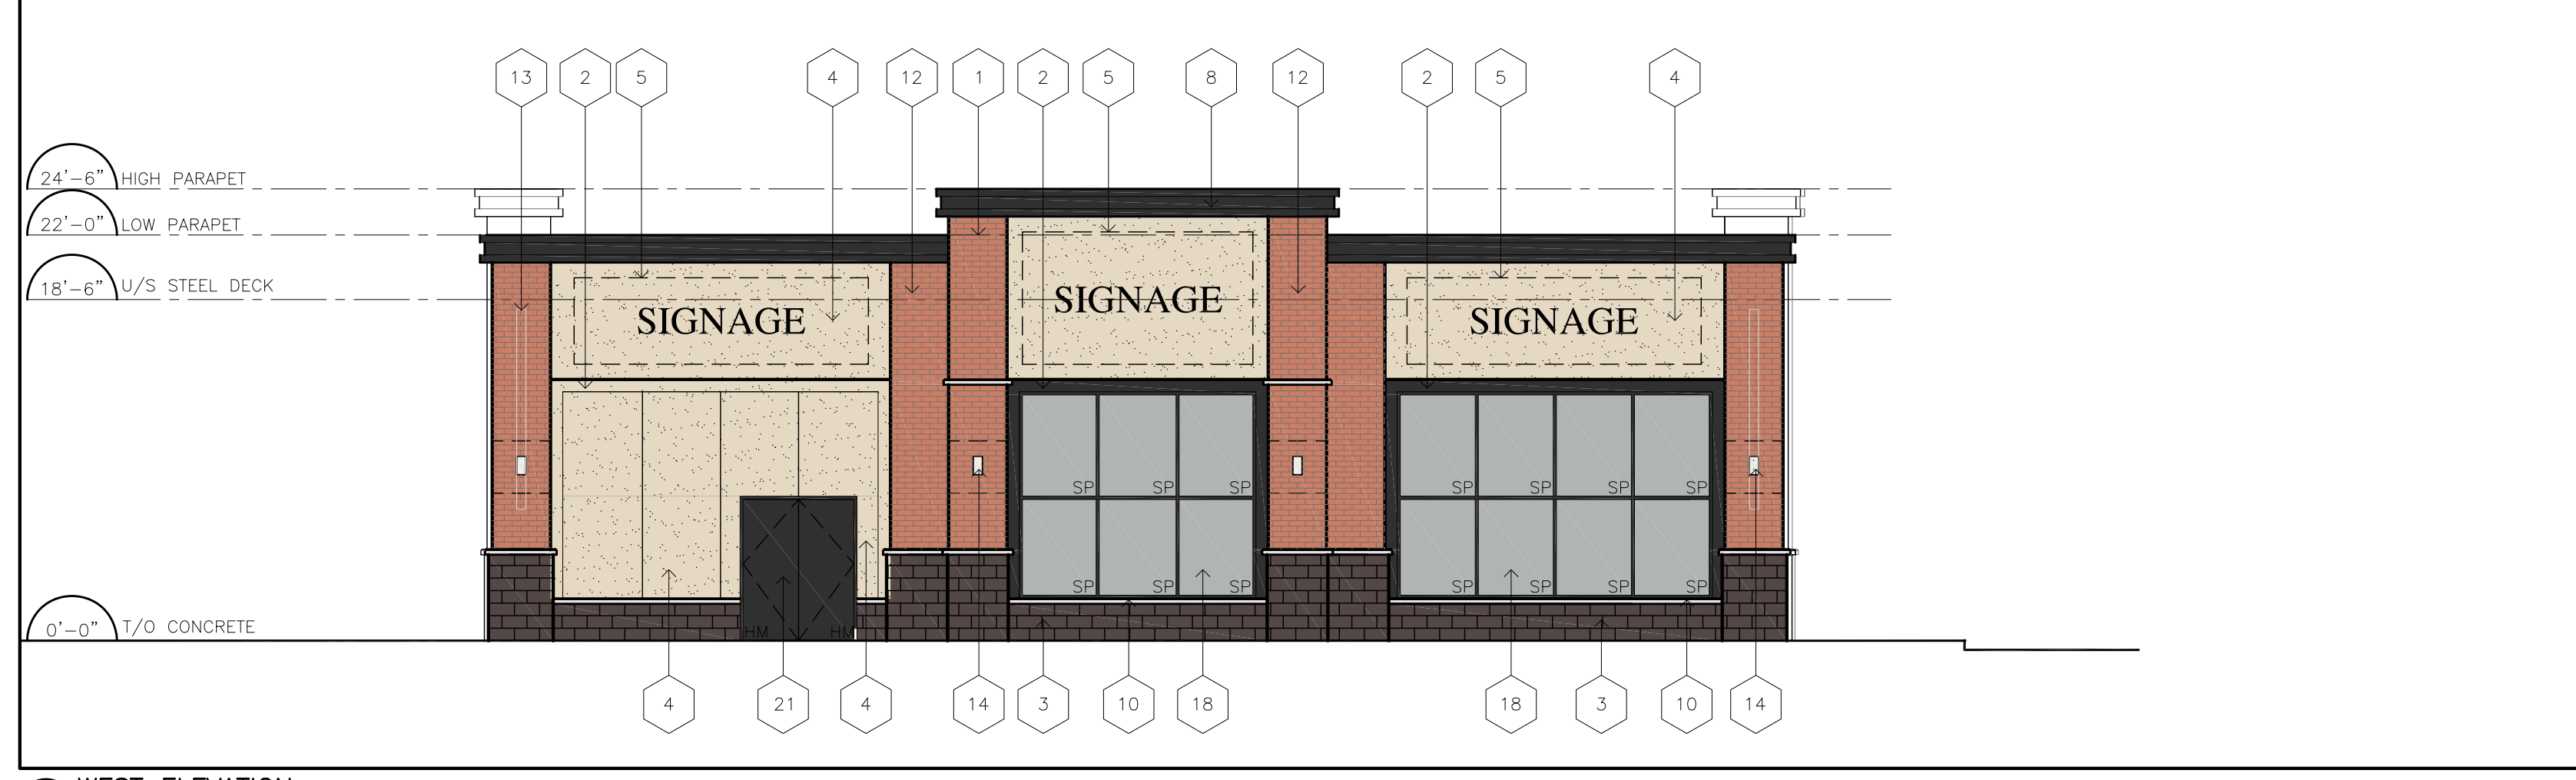 13 2 5 4 12 1 2 5 8 12 2 5 4
24'-6" HIGH PARAPET
22'-0" LOW PARAPET
18'-6" U/S STEEL DECK
SIGNAGE SIGNAGE SIGNAGE
SP SP SP SP SP SP SP
SP SP SP SP SP SP SP
0'-0" T/O CONCRETE
HM HM
4 21 4 14 3 10 18 18 3 10 14
WEST ELEVATION